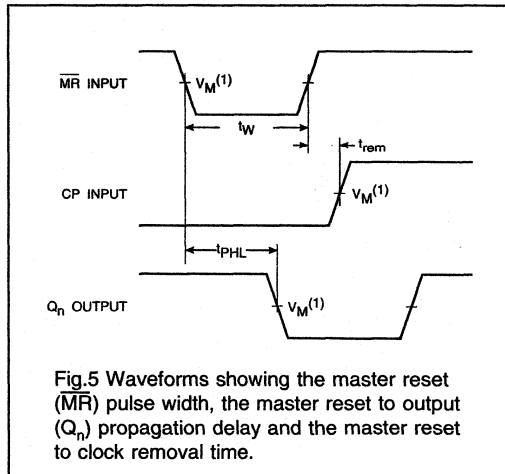 MR INPUT
VM(1)
tW
trem
CP INPUT
VM(1)
tPHL
Qn OUTPUT
VM(1)
Fig.5 Waveforms showing the master reset
(MR) pulse width, the master reset to output
(Qn) propagation delay and the master reset
to clock removal time.